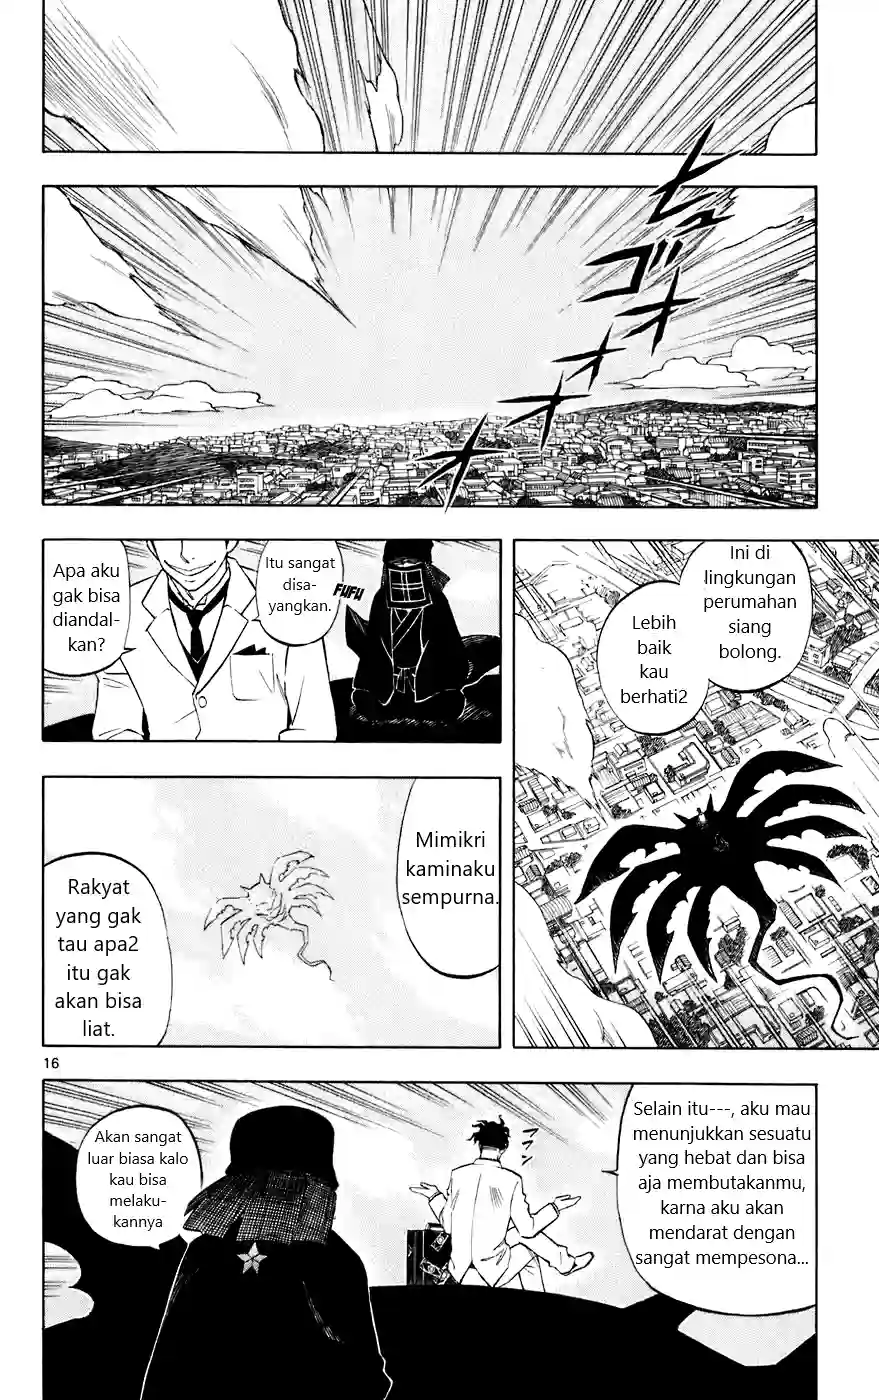 ヒュゴオオオオ
Ini di
lingkungan
perumahan
siang
bolong.
Lebih
baik
kau
berhati2
Itu sangat
disa-
yangkan.
FUFU
Apa aku
gak bisa
diandal-
kan?
Mimikri
kaminaku
sempurna.
Rakyat
yang gak
tau apa2
itu gak
akan bisa
liat.
16
Selain itu---, aku mau
menunjukkan sesuatu
yang hebat dan bisa
aja membutakanmu,
karna aku akan
mendarat dengan
sangat mempesona...
Akan sangat
luar biasa kalo
kau bisa
melaku-
kannya